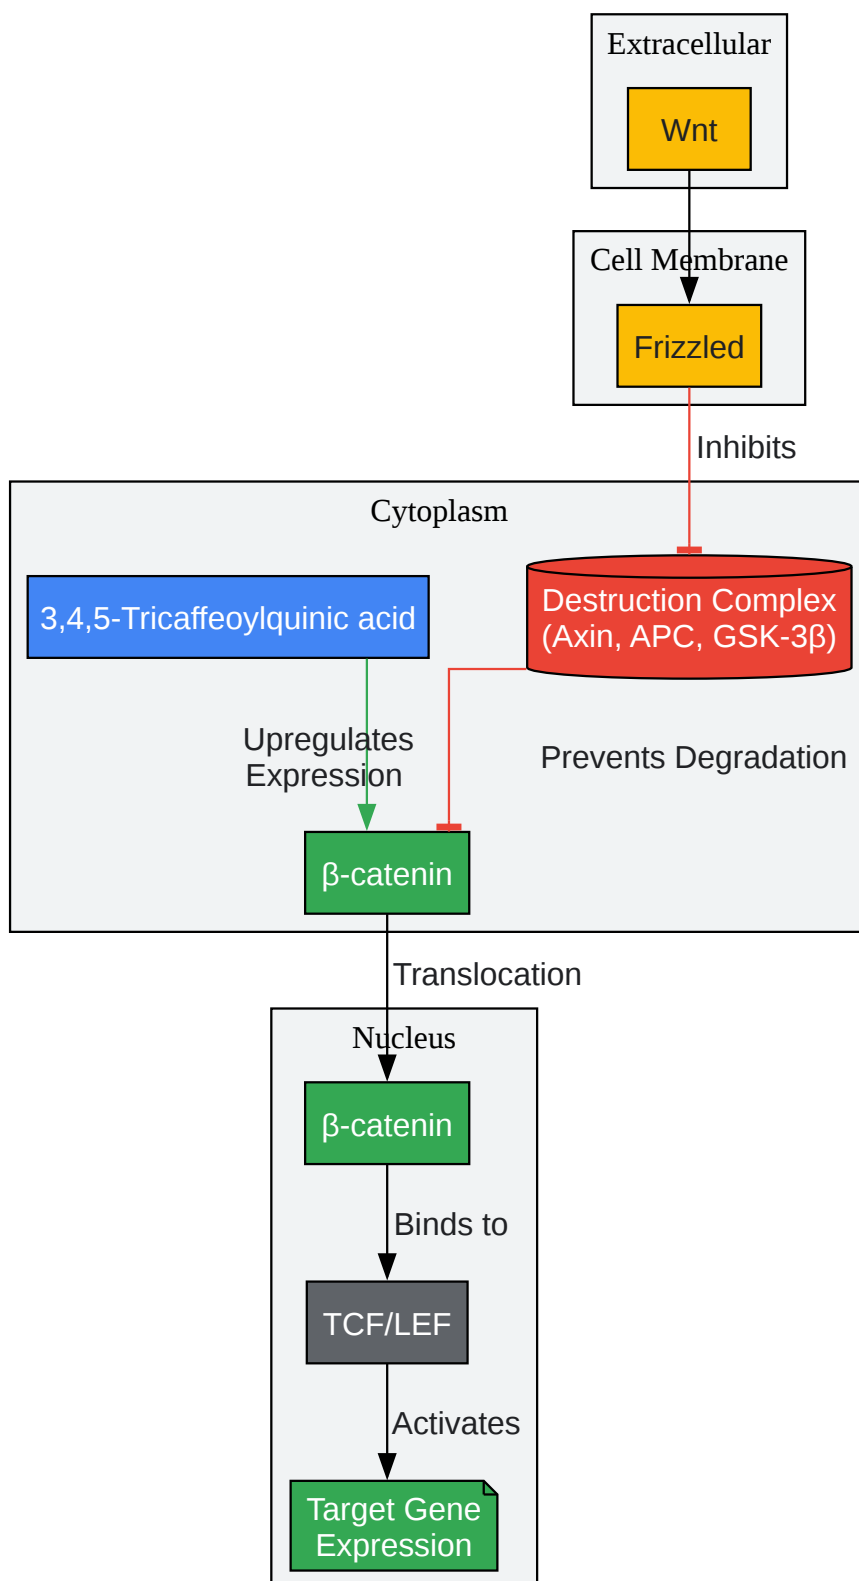 Extracellular
Wnt
Cell Membrane
Frizzled
Inhibits
Cytoplasm
3,4,5-Tricaffeoylquinic acid
Destruction Complex
(Axin, APC, GSK-3β)
Upregulates
Expression
Prevents Degradation
β-catenin
Translocation
Nucleus
β-catenin
Binds to
TCF/LEF
Activates
Target Gene
Expression